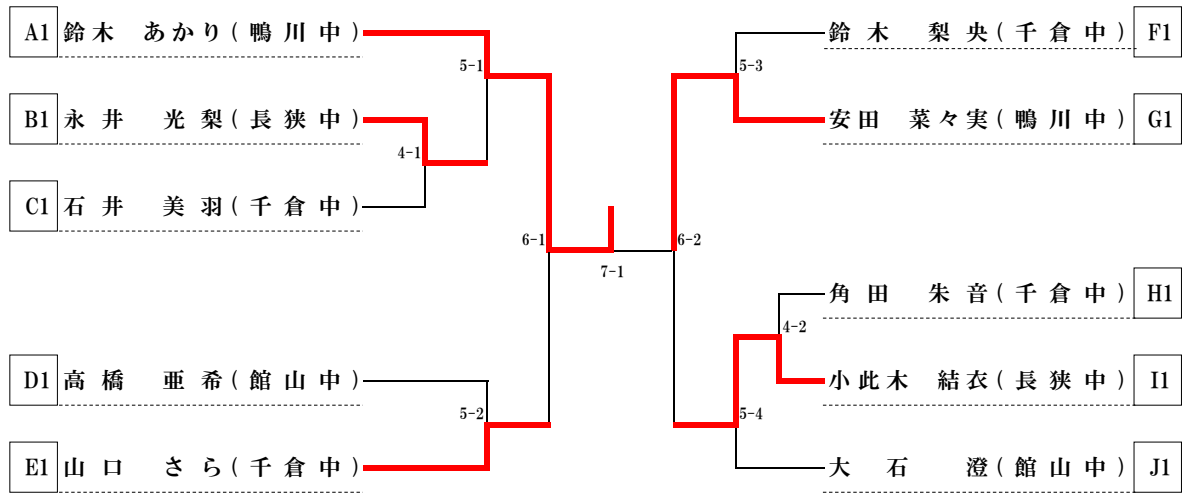 A1 鈴木 あかり(鴨川中)
5-1
B1 永井 光梨(長狭中)
4-1
C1 石井 美羽(千倉中)
6-1
7-1
D1 高橋 亜希(館山中)
5-2
E1 山口 さら(千倉中)
鈴木 梨央(千倉中) F1
5-3
安田 菜々実(鴨川中) G1
6-2
角田 朱音(千倉中) H1
4-2
小此木 結衣(長狭中) I1
5-4
大石 澄(館山中) J1